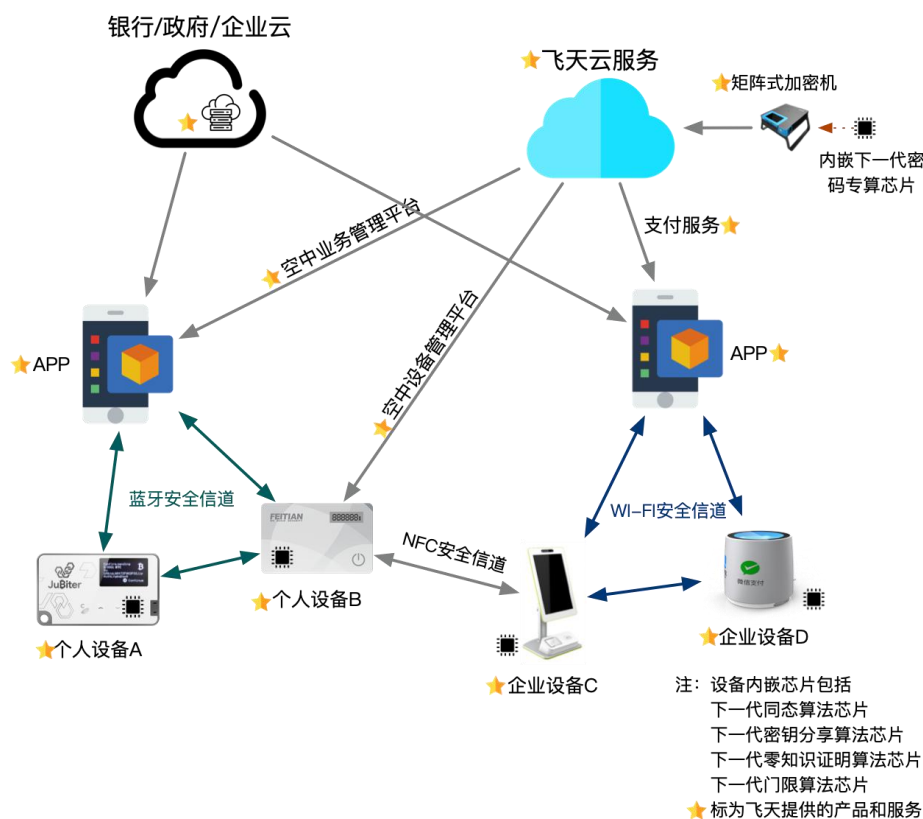 银行/政府/企业云
飞天云服务
矩阵式加密机
内嵌下一代密
码专算芯片
空中业务管理平台
支付服务
空中设备管理平台
APP
APP
蓝牙安全信道
WI-FI安全信道
FEITIAN
NFC安全信道
JuBiter
微信支付
个人设备B
个人设备A
企业设备D
企业设备C
注：设备内嵌芯片包括
下一代同态算法芯片
下一代密钥分享算法芯片
下一代零知识证明算法芯片
下一代门限算法芯片
标为飞天提供的产品和服务